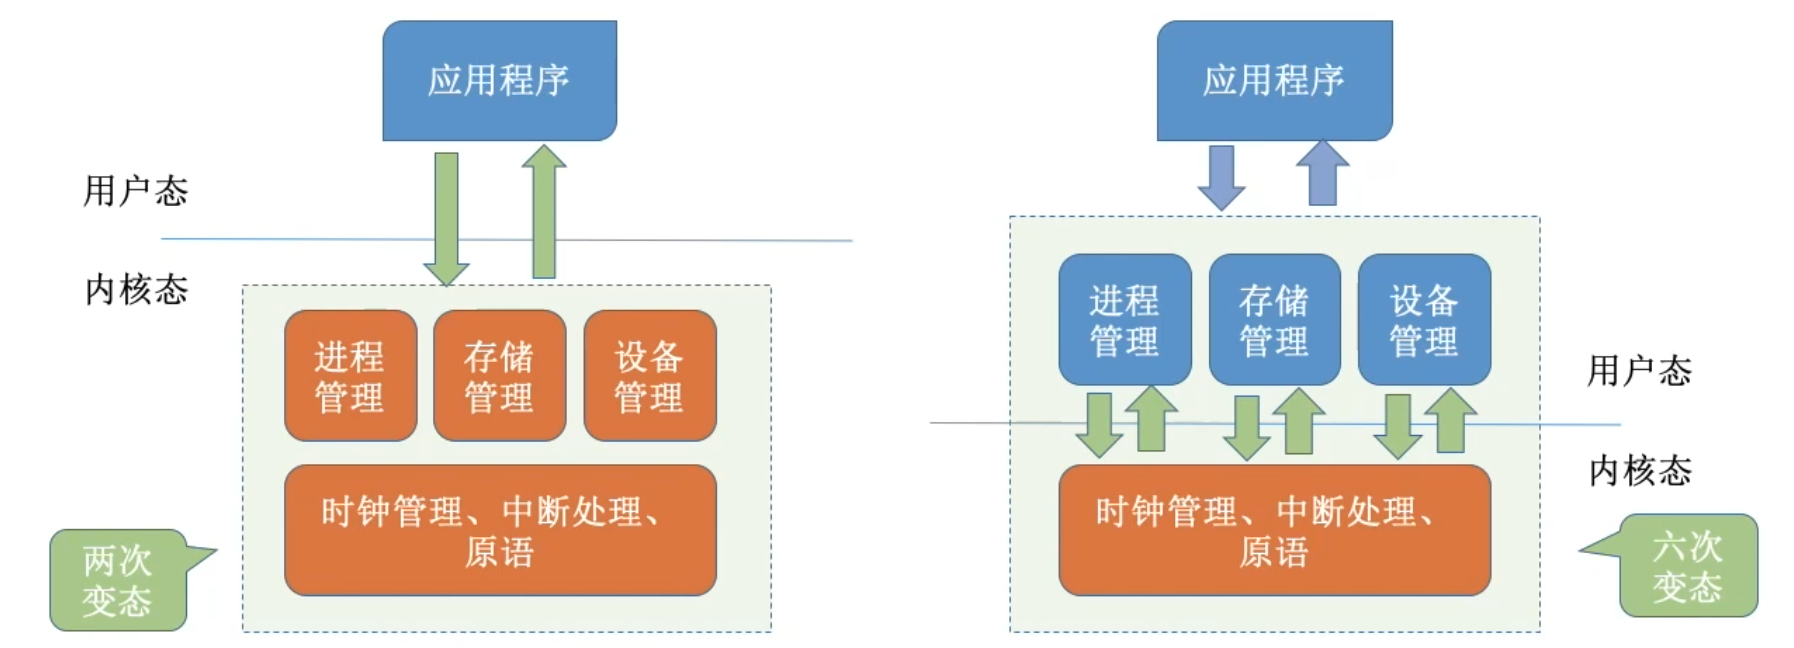 应用程序
用户态
内核态
进程
管理
存储
管理
设备
管理
时钟管理、中断处理、
原语
两次
变态
应用程序
进程
管理
存储
管理
设备
管理
用户态
内核态
时钟管理、中断处理、
原语
六次
变态